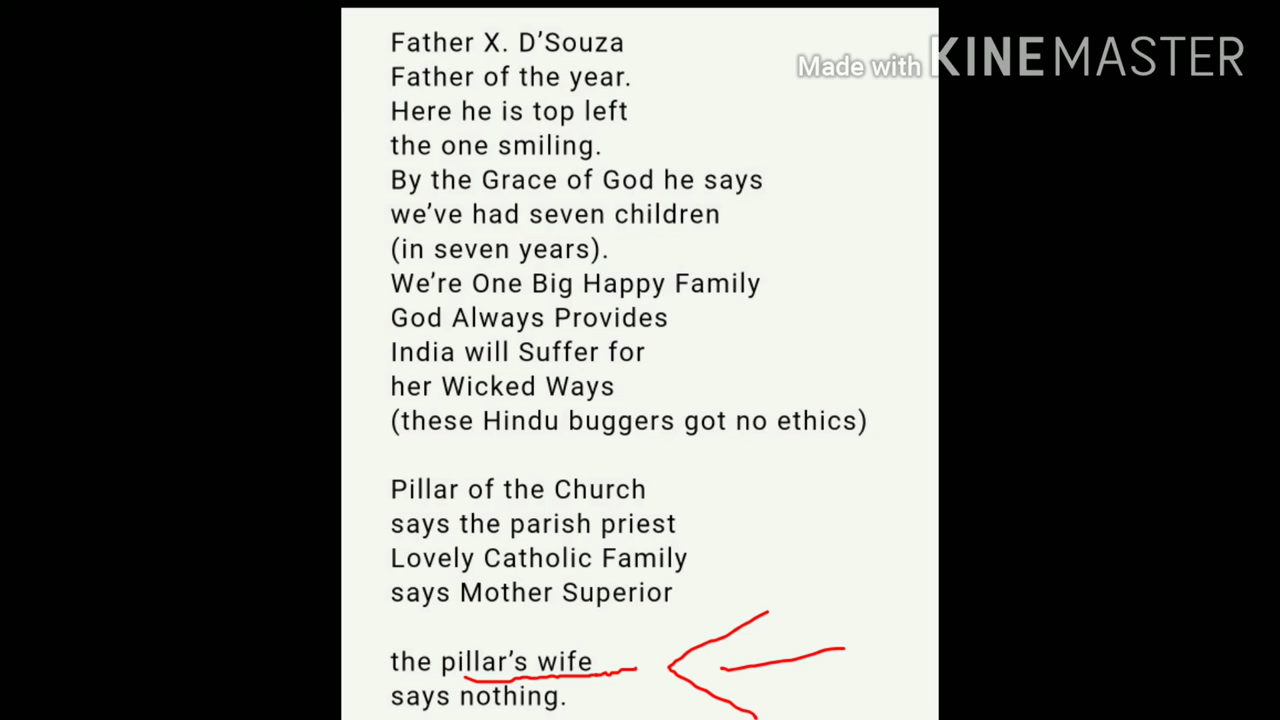 Father X. D’Souza
Father of the year.
Here he is top left
the one smiling.
By the Grace of God he says
we’ve had seven children
(in seven years).
We’re One Big Happy Family
God Always Provides
India will Suffer for
her Wicked Ways
(these Hindu buggers got no ethics)
Pillar of the Church
says the parish priest
Lovely Catholic Family
says Mother Superior
the pillar’s wife
says nothing.
Made with KINEMASTER